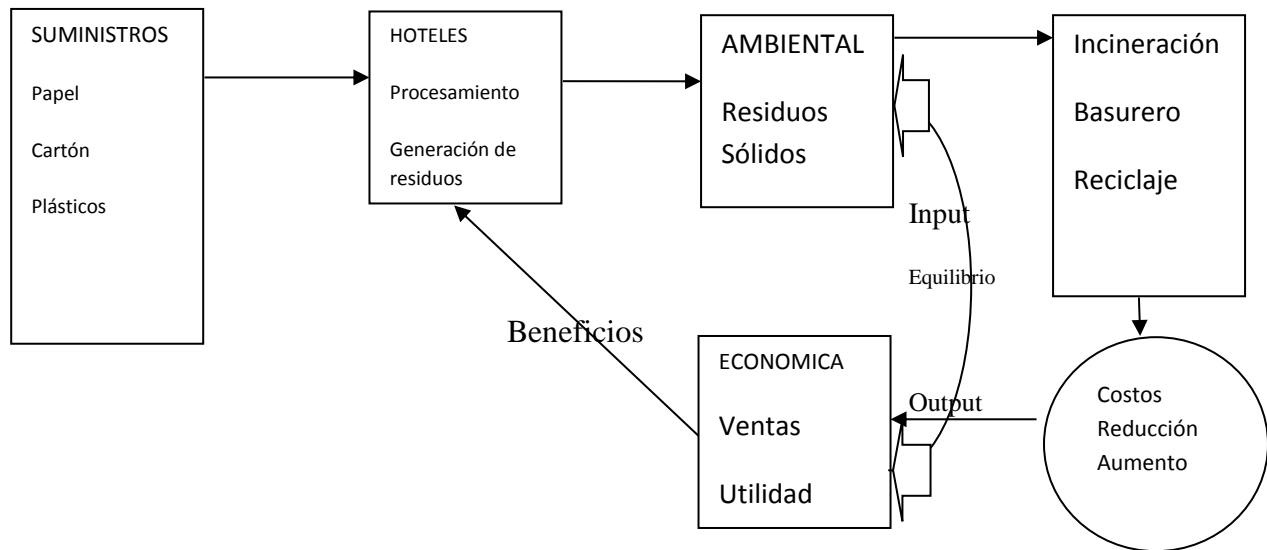 SUMINISTROS
Papel
Cartón
Plásticos
HOTELES
Procesamiento
Generación de
residuos
AMBIENTAL
Residuos
Sólidos
Incineración
Basurero
Reciclaje
Input
Equilibrio
Beneficios
ECONOMICA
Ventas
Utilidad
Output
Costos
Reducción
Aumento